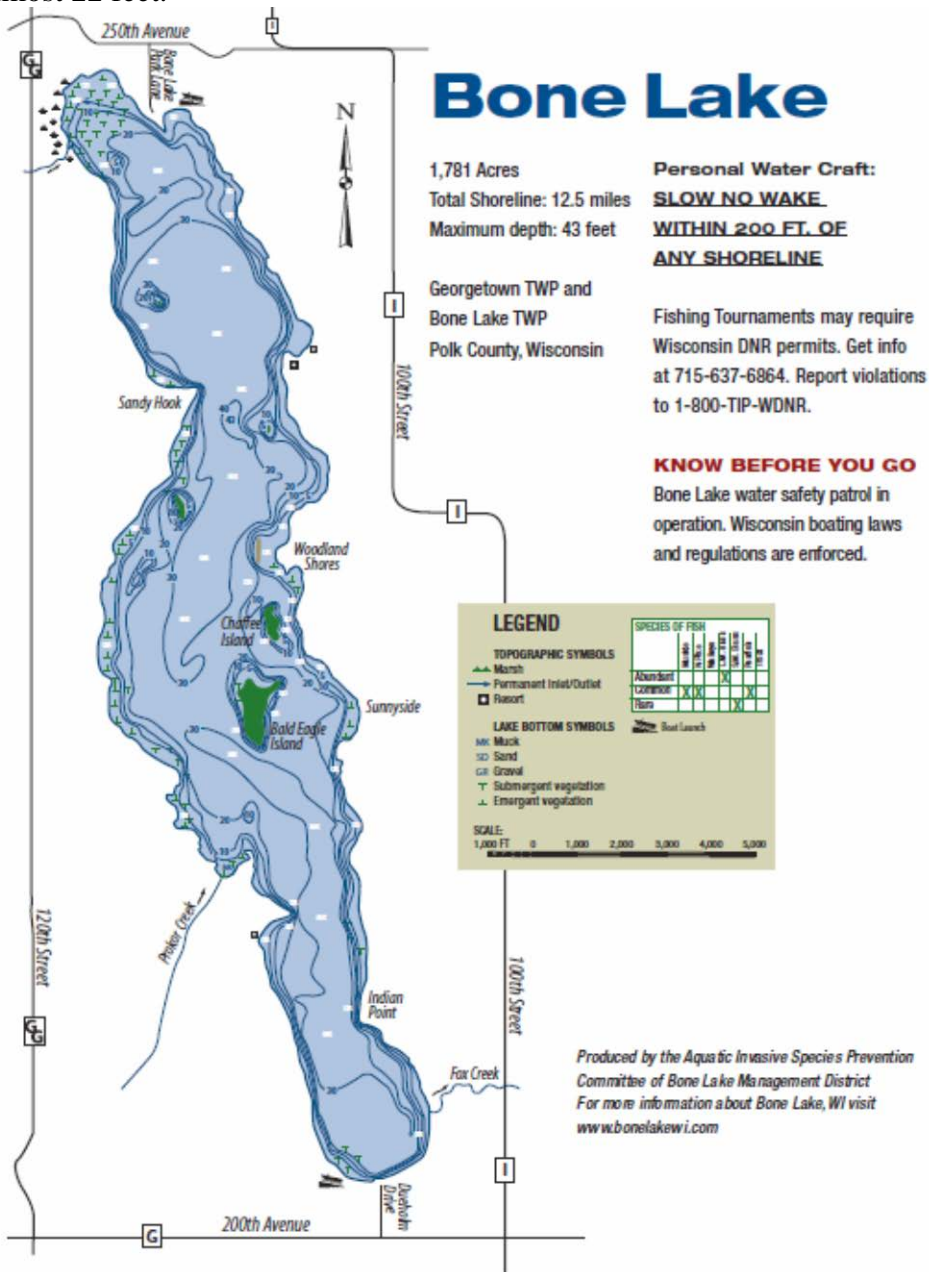 250th Avenue
I
GG
Bone Lake
Park Lane
N
Bone Lake
1,781 Acres
Total Shoreline: 12.5 miles
Maximum depth: 43 feet
Georgetown TWP and
Bone Lake TWP
Polk County, Wisconsin
Personal Water Craft:
SLOW NO WAKE
WITHIN 200 FT. OF
ANY SHORELINE
Fishing Tournaments may require
Wisconsin DNR permits. Get info
at 715-637-6864. Report violations
to 1-800-TIP-WDNR.
KNOW BEFORE YOU GO
Bone Lake water safety patrol in
operation. Wisconsin boating laws
and regulations are enforced.
I
100th Street
I
Sandy Hook
Woodland
Shores
Chaffee
Island
Bald Eagle
Island
Sunnyside
LEGEND
TOPOGRAPHIC SYMBOLS
Marsh
Permanent Inlet/Outlet
Resort
LAKE BOTTOM SYMBOLS
MK Muck
SD Sand
GR Gravel
Submergent vegetation
Emergent vegetation
SPECIES OF FISH
Abundant X
Common X X X
Rare X
Boat Launch
SCALE:
1,000 FT 0 1,000 2,000 3,000 4,000 5,000
Prokor Creek
120th Street
GG
Indian
Point
100th Street
Fox Creek
Produced by the Aquatic Invasive Species Prevention
Committee of Bone Lake Management District
For more information about Bone Lake, WI visit
www.bonelakewi.com
I
Dueholm
Drive
200th Avenue
G